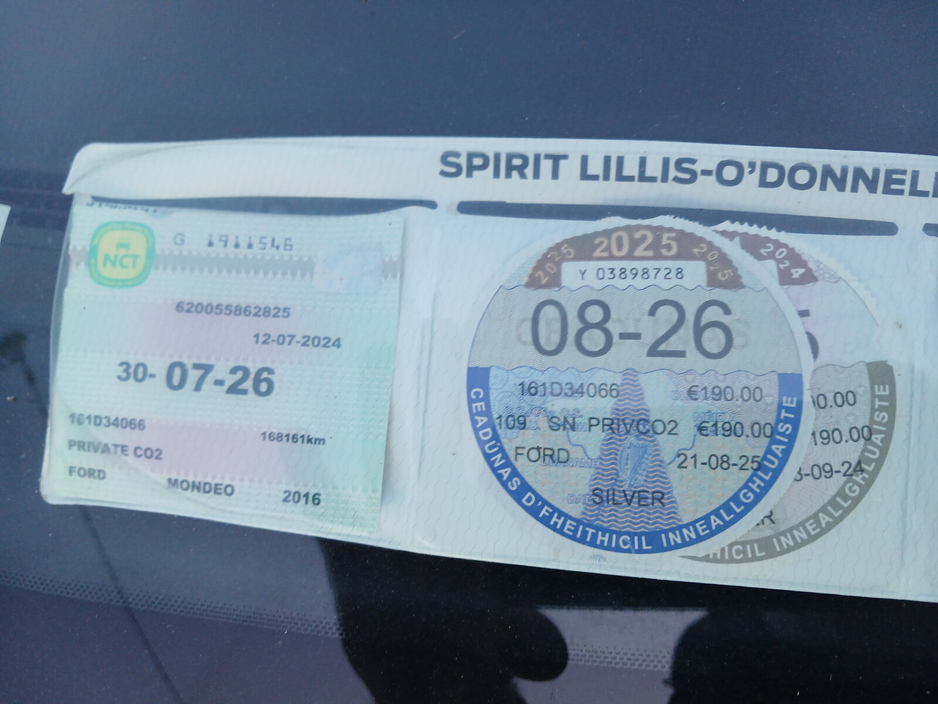 SPIRIT LILLIS-O'DONNELL
NCT
G 1911546
620055862825
12-07-2024
30-07-26
161D34066
168161km
PRIVATE CO2
FORD MONDEO 2016
2025 2025 2025
Y 03898728
08-26
161D34066 €190.00
109 SN PRIVCO2 €190.00
FORD 21-08-25
SILVER
CEADÚNAS D'FHEITHICIL INNEALLGHLUAISTE
2024
190.00
-09-24
HICIL INNEALLGHLUAISTE